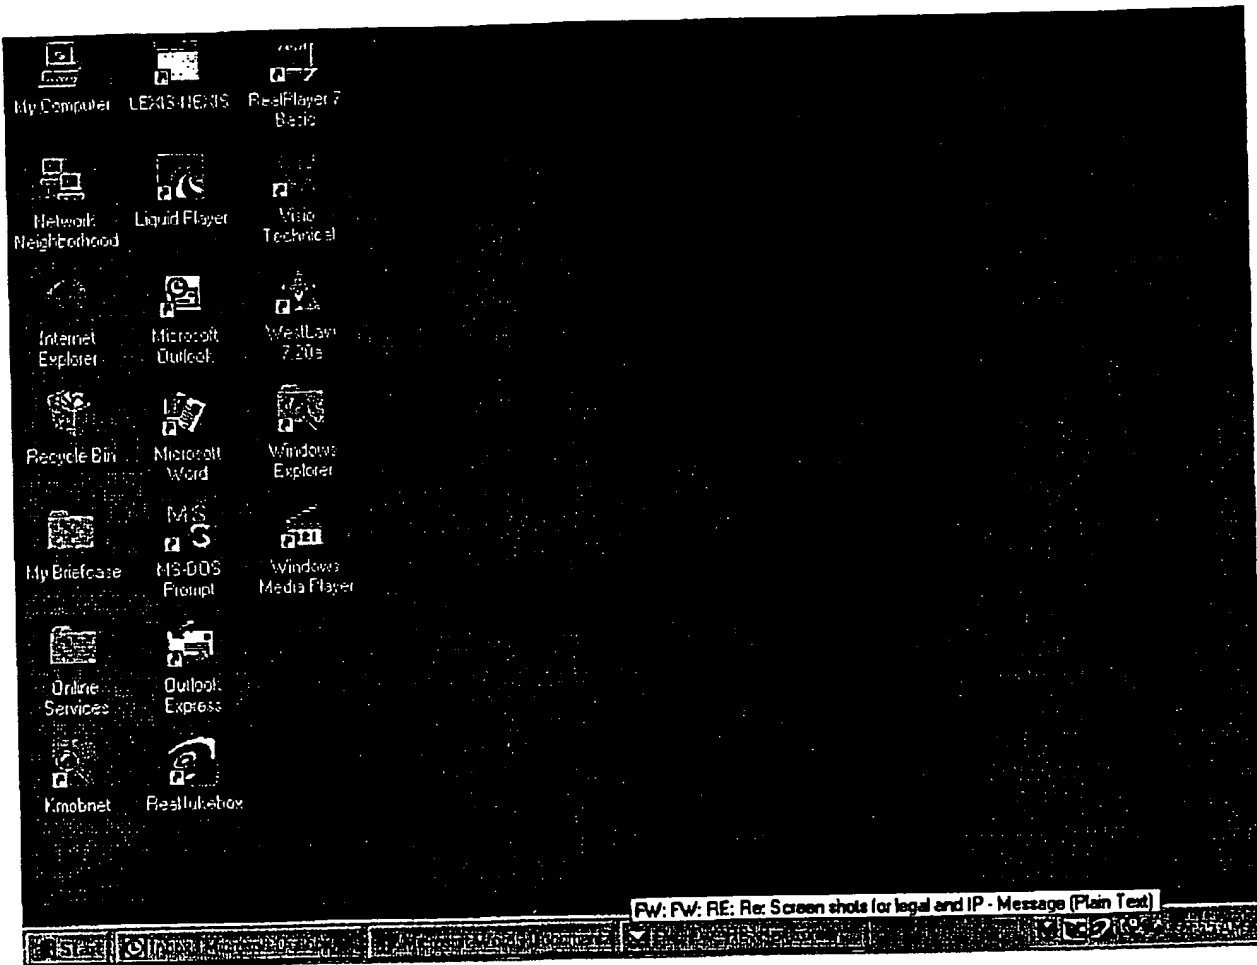 My Computer
LEXIS-NEXIS
RealPlayer 7
Basic
Network
Neighborhood
Liquid Player
Visio
Technical
Internet
Explorer
Microsoft
Outlook
WestLaw
7.20a
Recycle Bin
Microsoft
Word
Windows
Explorer
My Briefcase
MS
MS-DOS
Prompt
Windows
Media Player
Online
Services
Outlook
Express
Kmobnet
RealJukebox
FW: FW: RE: Re: Screen shots for legal and IP - Message (Plain Text)
Start